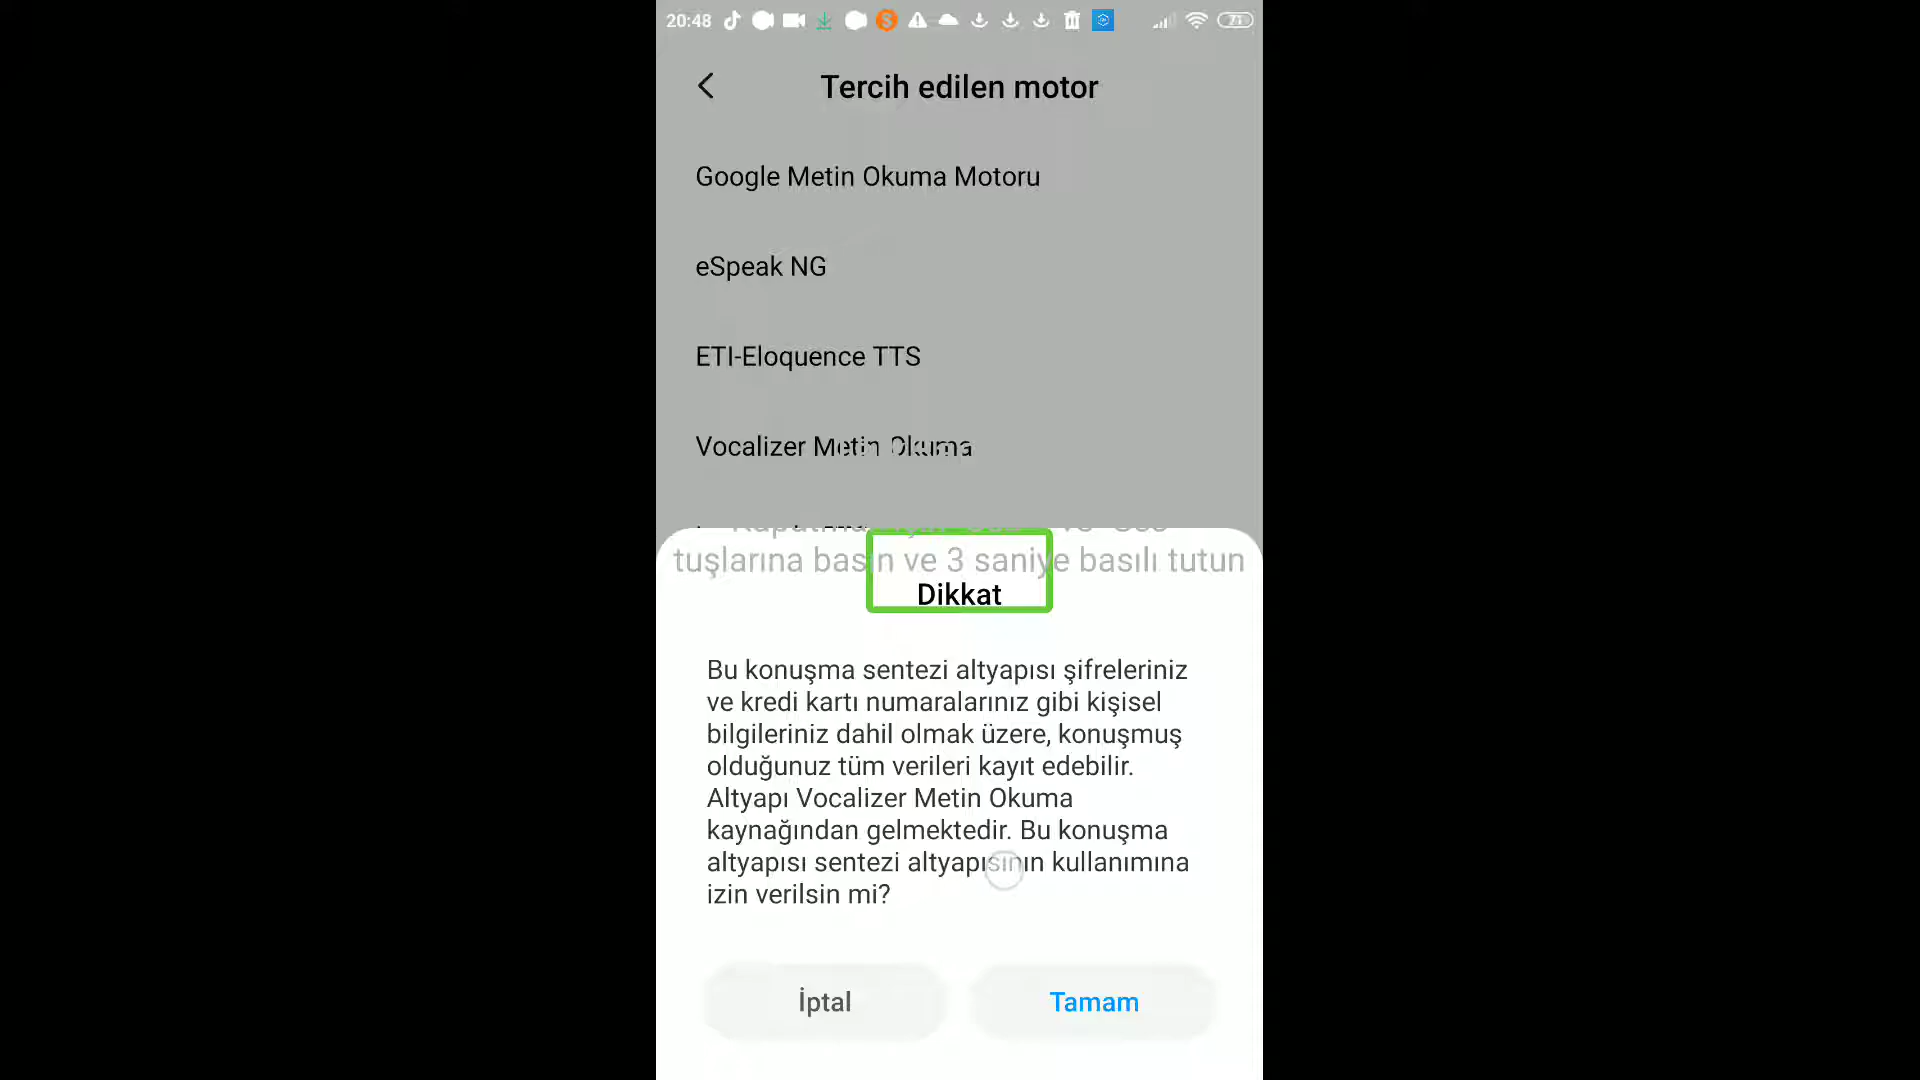 20:48
71
Tercih edilen motor
Google Metin Okuma Motoru
eSpeak NG
ETI-Eloquence TTS
Vocalizer Metin Okuma
tuşlarına basın ve 3 saniye basılı tutun
Dikkat
Bu konuşma sentezi altyapısı şifreleriniz
ve kredi kartı numaralarınız gibi kişisel
bilgileriniz dahil olmak üzere, konuşmuş
olduğunuz tüm verileri kayıt edebilir.
Altyapı Vocalizer Metin Okuma
kaynağından gelmektedir. Bu konuşma
altyapısı sentezi altyapısının kullanımına
izin verilsin mi?
İptal
Tamam